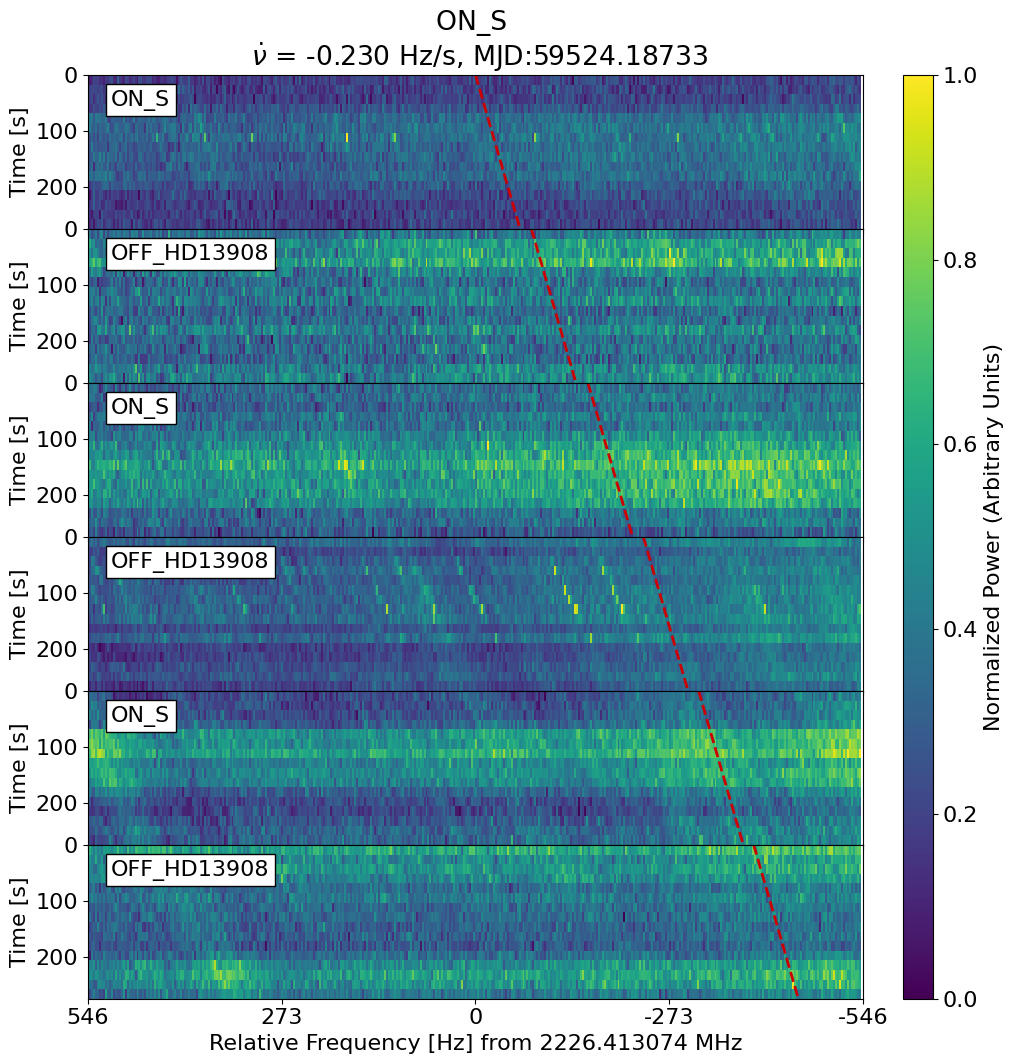 ON_S
ν̇ = -0.230 Hz/s, MJD:59524.18733
0
100
200
Time [s]
ON_S
0
100
200
Time [s]
OFF_HD13908
0
100
200
Time [s]
ON_S
0
100
200
Time [s]
OFF_HD13908
0
100
200
Time [s]
ON_S
0
100
200
Time [s]
OFF_HD13908
546 273 0 -273 -546
Relative Frequency [Hz] from 2226.413074 MHz
1.0
0.8
0.6
0.4
0.2
0.0
Normalized Power (Arbitrary Units)